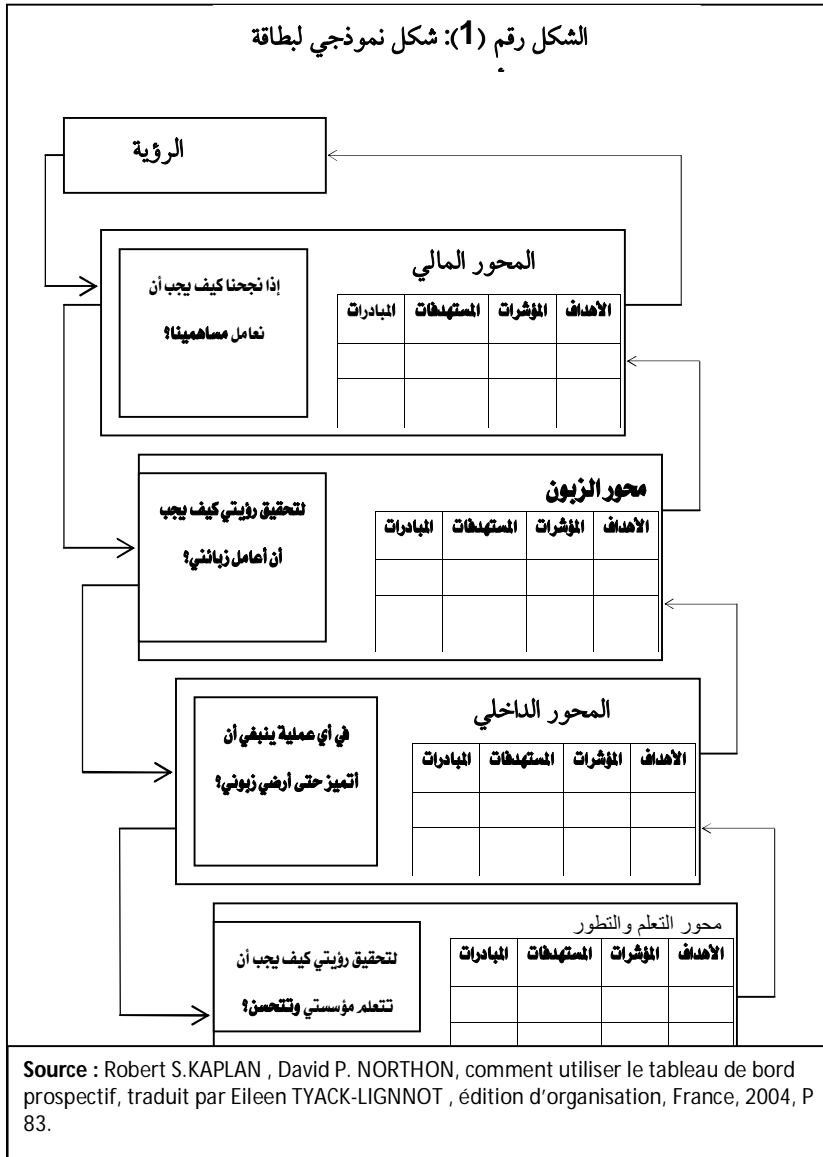 الشكل رقم (1): شكل نموذجي لبطاقة
الرؤية
المحور المالي
إذا نجحنا كيف يجب أن
نعامل مساهمينا؟
الأهداف المؤشرات المستهدفات المبادرات
محور الزبون
لتحقيق رؤيتي كيف يجب
أن أعامل زبائني؟
الأهداف المؤشرات المستهدفات المبادرات
المحور الداخلي
في أي عملية ينبغي أن
أتميز حتى أرضي زبوني؟
الأهداف المؤشرات المستهدفات المبادرات
محور التعلم والتطور
لتحقيق رؤيتي كيف يجب أن
تتعلم مؤسستي وتتحسن؟
الأهداف المؤشرات المستهدفات المبادرات
Source : Robert S.KAPLAN , David P. NORTHON, comment utiliser le tableau de bord
prospectif, traduit par Eileen TYACK-LIGNNOT , édition d’organisation, France, 2004, P
83.